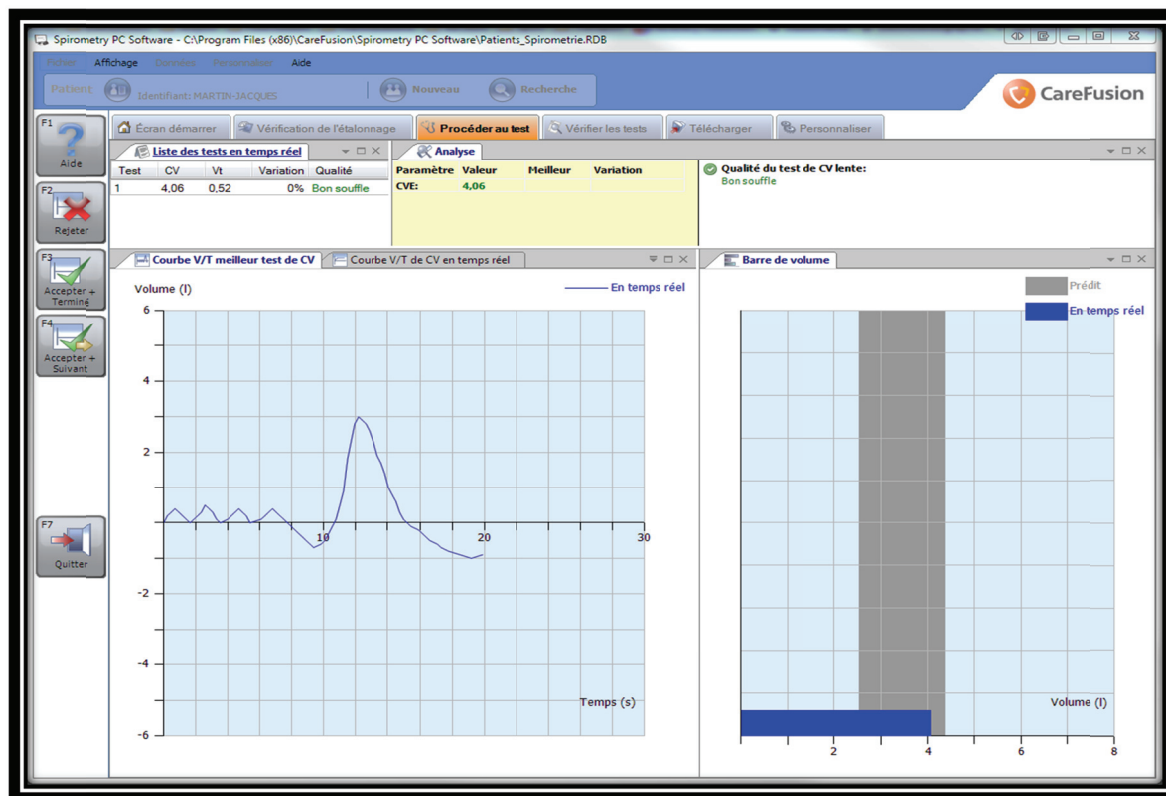 Spirometry PC Software - C:\Program Files (x86)\CareFusion\Spirometry PC Software\Patients_Spirometrie.RDB
Fichier Affichage Données Personnaliser Aide
Patient Identifiant: MARTIN-JACQUES Nouveau Recherche
CareFusion
Écran démarrer Vérification de l'étalonnage Procéder au test Vérifier les tests Télécharger Personnaliser
F1
Aide
F2
Rejeter
F3
Accepter +
Terminé
F4
Accepter +
Suivant
F7
Quitter
Liste des tests en temps réel
Test CV Vt Variation Qualité
1 4,06 0,52 0% Bon souffle
Analyse
Paramètre Valeur Meilleur Variation
CVE: 4,06
Qualité du test de CV lente:
Bon souffle
Courbe V/T meilleur test de CV Courbe V/T de CV en temps réel
Volume (l)
En temps réel
6
4
2
10 20 30
-2
-4
Temps (s)
-6
Barre de volume
Prédit
En temps réel
Volume (l)
2 4 6 8